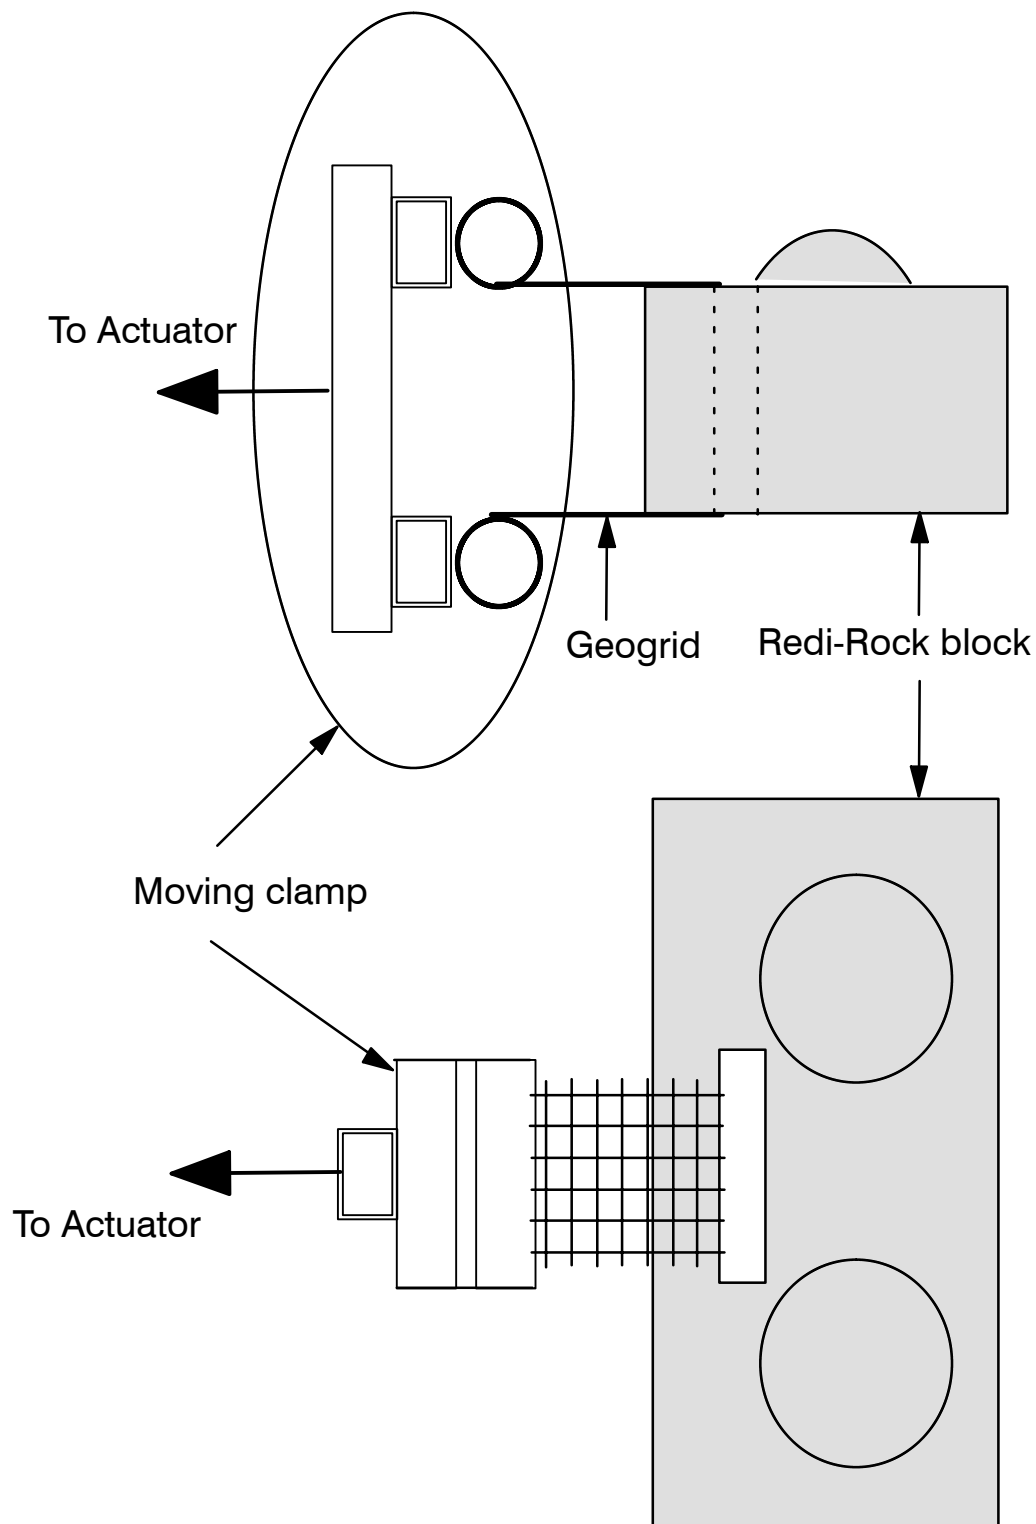 To Actuator
Geogrid
Redi-Rock block
Moving clamp
To Actuator